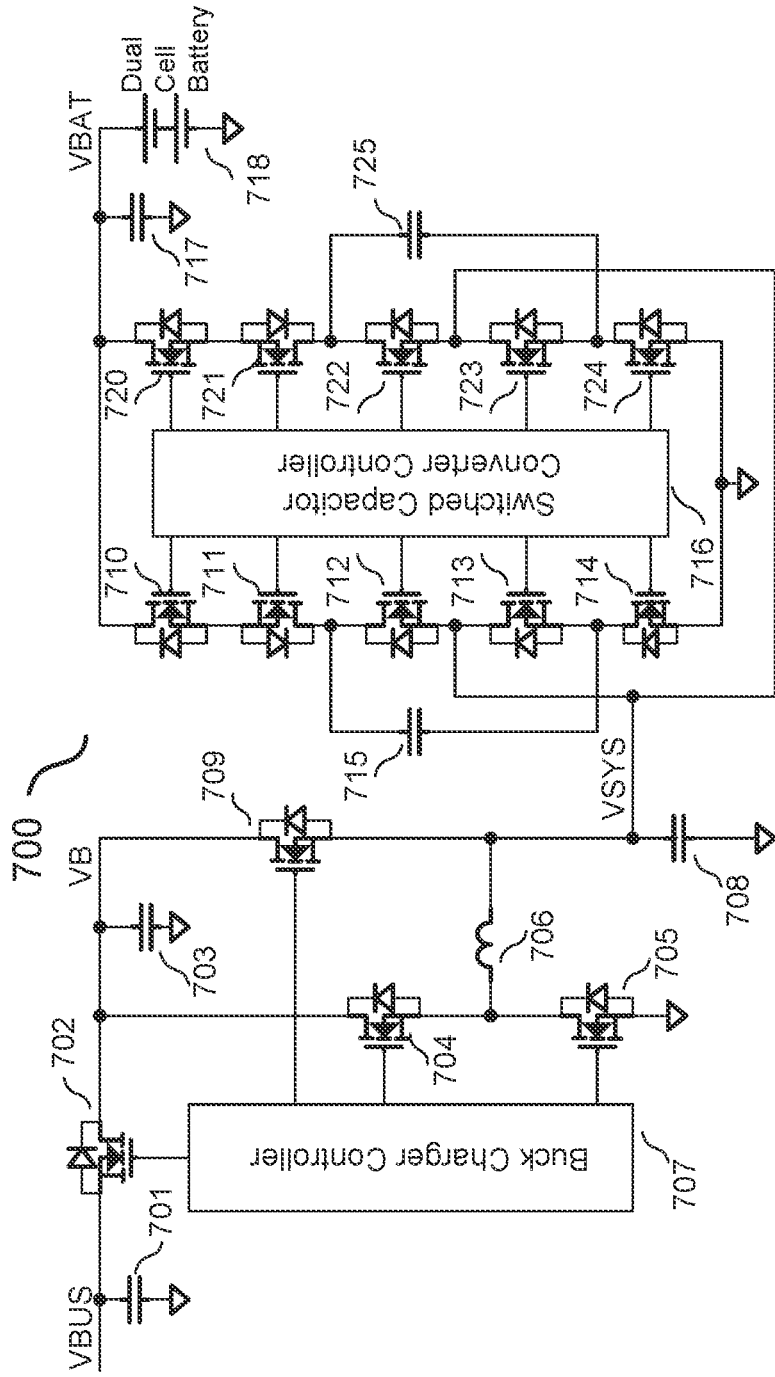 700
VBUS
701
702
703
VB
709
704
705
706
707
Buck Charger Controller
708
VSYS
710
711
712
713
714
715
Switched Capacitor
Converter Controller
716
720
721
722
723
724
725
717
718
VBAT
Dual
Cell
Battery